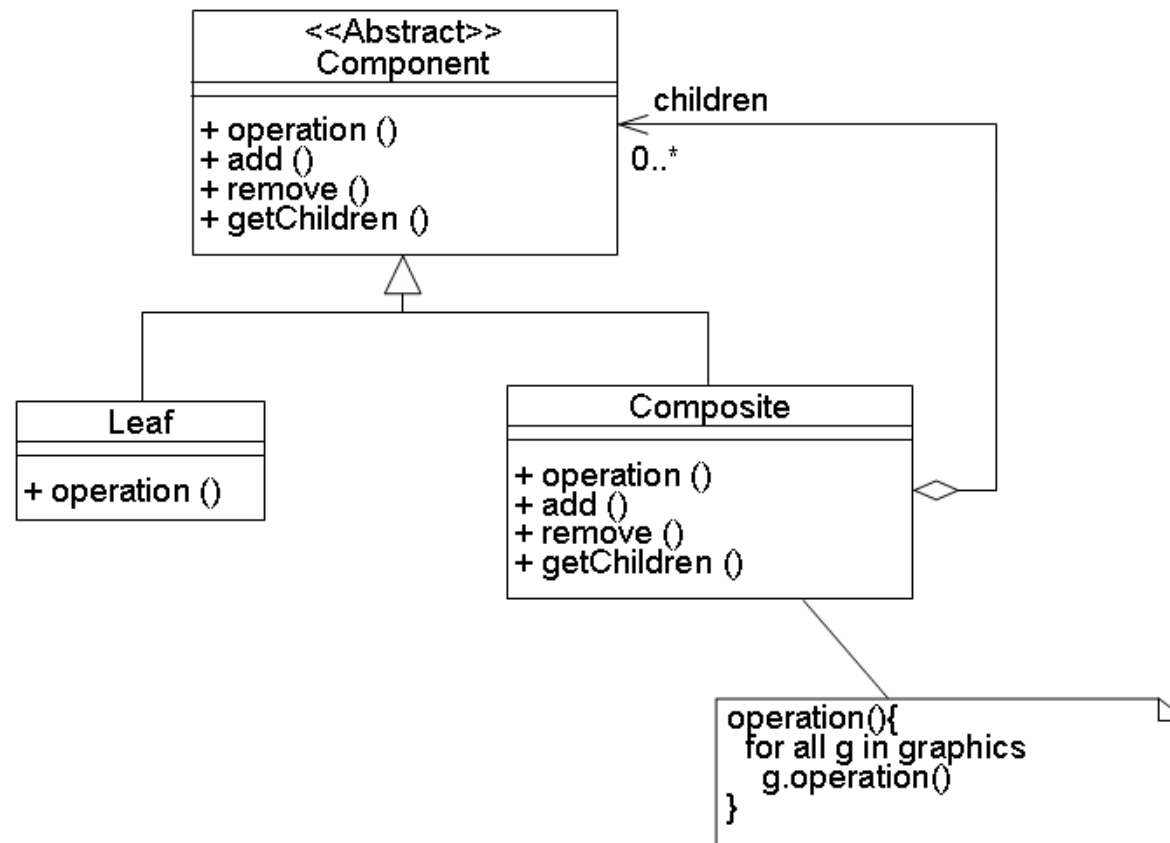 <<Abstract>>
Component
+ operation ()
+ add ()
+ remove ()
+ getChildren ()
children
0..*
Leaf
+ operation ()
Composite
+ operation ()
+ add ()
+ remove ()
+ getChildren ()
operation(){
for all g in graphics
g.operation()
}